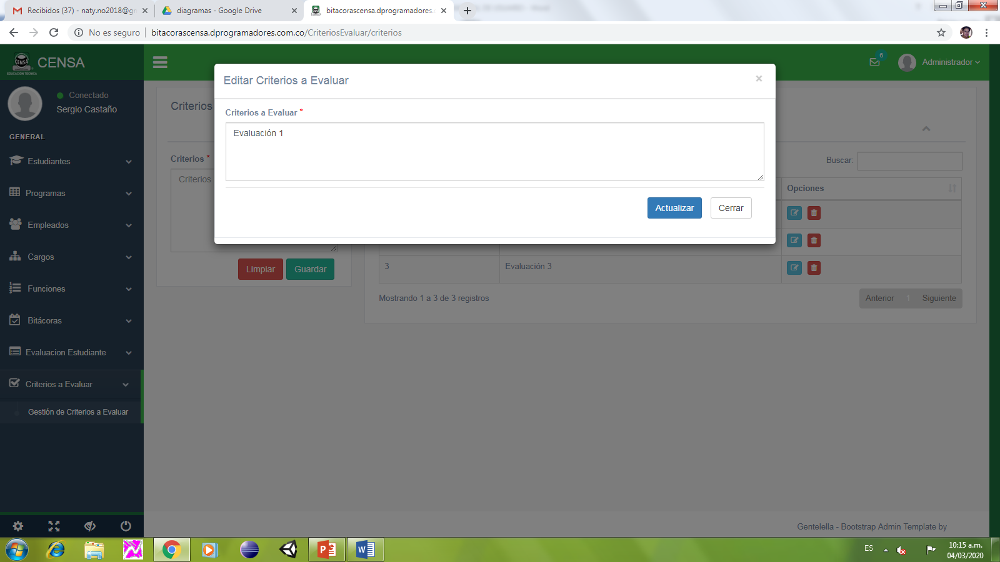 Recibidos (37) - naty.no2018@gm
diagramas - Google Drive
bitacorascensa.dprogramadores.
No es seguro
bitacorascensa.dprogramadores.com.co/CriteriosEvaluar/criterios
CENSA
EDUCACIÓN TÉCNICA
CENSA
6
Administrador
Conectado
Sergio Castaño
GENERAL
Estudiantes
Programas
Empleados
Cargos
Funciones
Bitácoras
Evaluacion Estudiante
Criterios a Evaluar
Gestión de Criterios a Evaluar
Editar Criterios a Evaluar
×
Criterios a Evaluar *
Evaluación 1
Actualizar
Cerrar
Criterios
Criterios *
Criterios
Limpiar
Guardar
Buscar:
Opciones
3
Evaluación 3
Mostrando 1 a 3 de 3 registros
Anterior
1
Siguiente
Gentelella - Bootstrap Admin Template by
ES
10:15 a.m.
04/03/2020